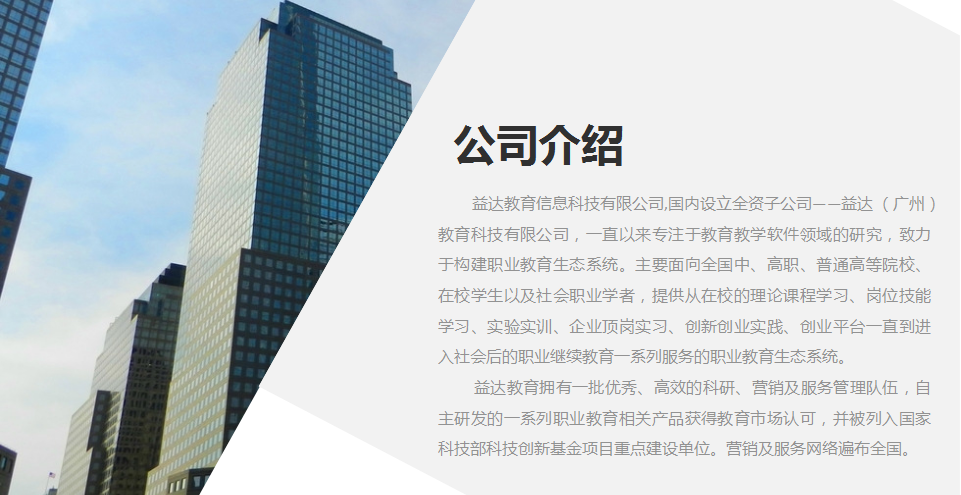 公司介绍
益达教育信息科技有限公司,国内设立全资子公司——益达（广州）
教育科技有限公司，一直以来专注于教育教学软件领域的研究，致力
于构建职业教育生态系统。主要面向全国中、高职、普通高等院校、
在校学生以及社会职业学者，提供从在校的理论课程学习、岗位技能
学习、实验实训、企业顶岗实习、创新创业实践、创业平台一直到进
入社会后的职业继续教育一系列服务的职业教育生态系统。
益达教育拥有一批优秀、高效的科研、营销及服务管理队伍，自
主研发的一系列职业教育相关产品获得教育市场认可，并被列入国家
科技部科技创新基金项目重点建设单位。营销及服务网络遍布全国。